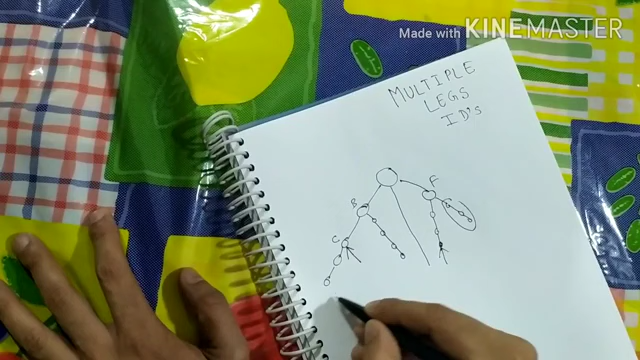 Made with KINEMASTER
MULTIPLE
LEGS
ID'S
F
B
C